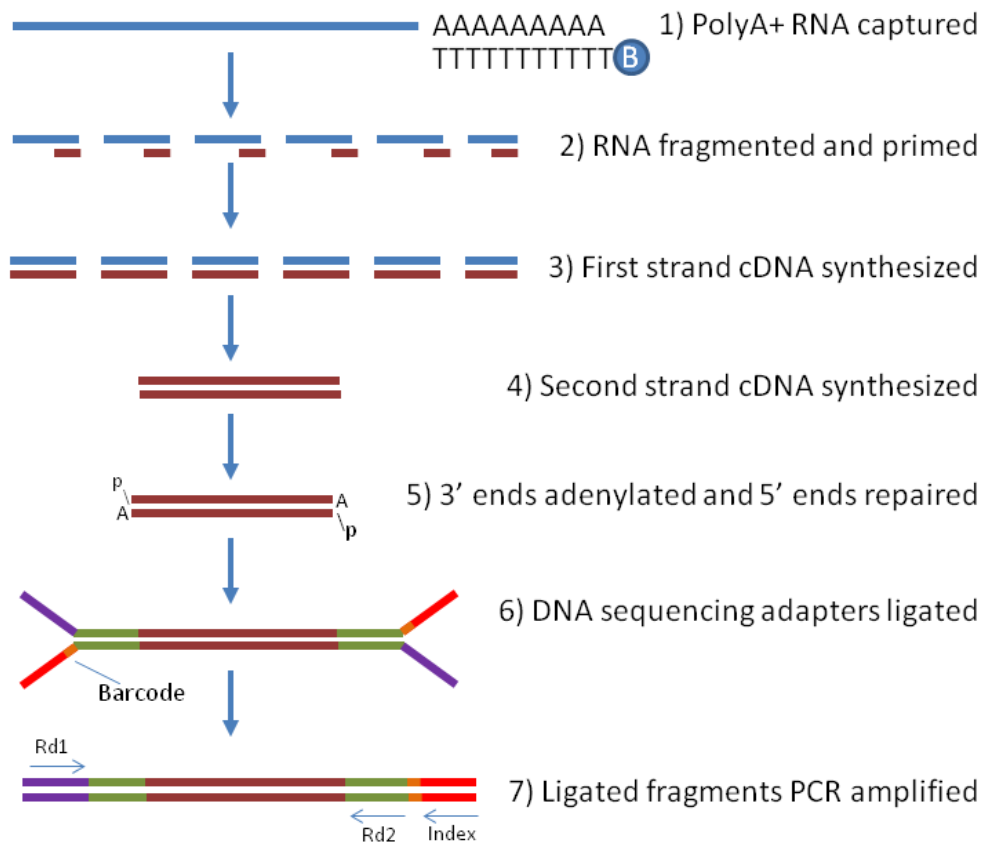 AAAAAAAAA
1) PolyA+ RNA captured
TTTTTTTTTTT B
2) RNA fragmented and primed
3) First strand cDNA synthesized
4) Second strand cDNA synthesized
p
5) 3’ ends adenylated and 5’ ends repaired
A
A
p
6) DNA sequencing adapters ligated
Barcode
Rd1
7) Ligated fragments PCR amplified
Rd2
Index